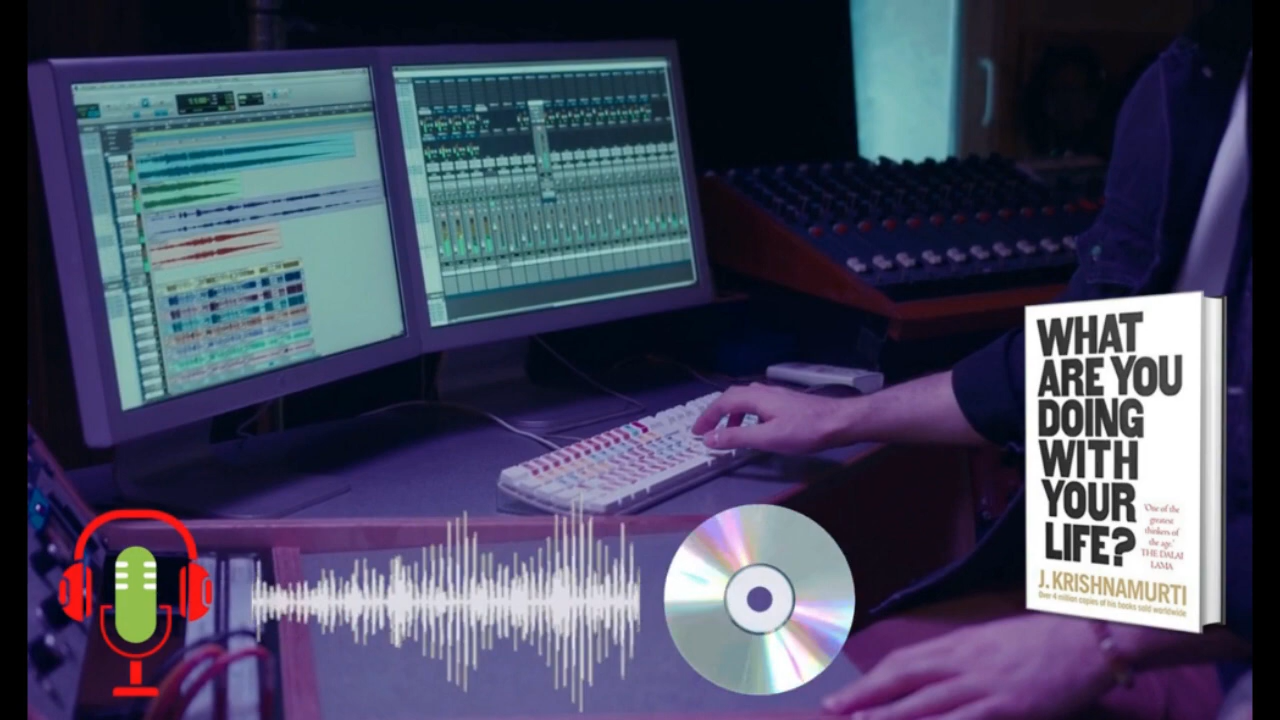 WHAT
ARE YOU
DOING
WITH
YOUR
LIFE?
'One of the
greatest
thinkers of
the age.'
THE DALAI
LAMA
J. KRISHNAMURTI
Over 4 million copies of his books sold worldwide